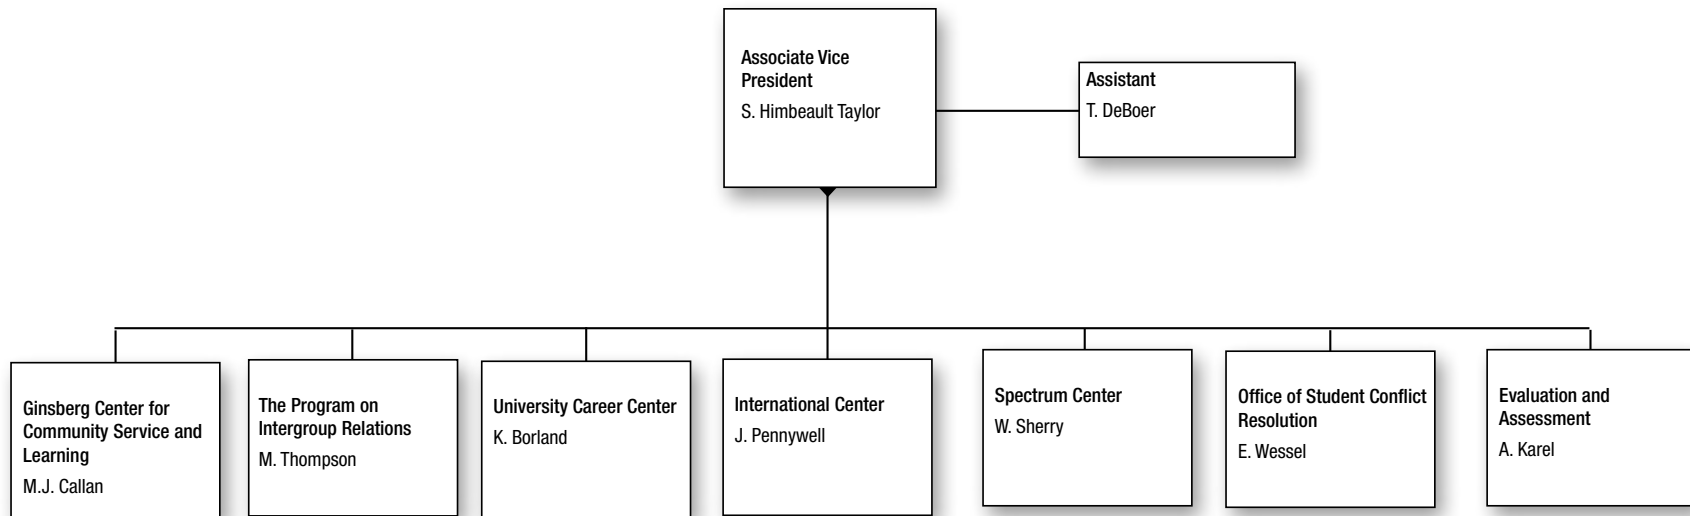 Associate Vice
President
S. Himbeault Taylor
Assistant
T. DeBoer
Ginsberg Center for
Community Service and
Learning
M.J. Callan
The Program on
Intergroup Relations
M. Thompson
University Career Center
K. Borland
International Center
J. Pennywell
Spectrum Center
W. Sherry
Office of Student Conflict
Resolution
E. Wessel
Evaluation and
Assessment
A. Karel